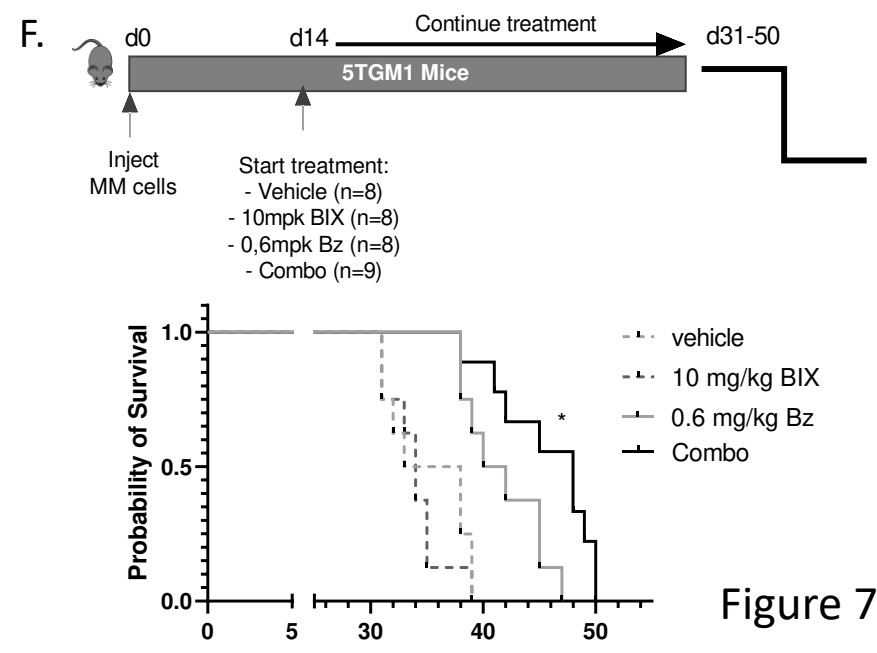 F.
d0
d14
Continue treatment
d31-50
5TGM1 Mice
Inject
MM cells
Start treatment:
- Vehicle (n=8)
- 10mpk BIX (n=8)
- 0,6mpk Bz (n=8)
- Combo (n=9)
Probability of Survival
1.0
0.5
0.0
0
5
30
40
50
*
vehicle
10 mg/kg BIX
0.6 mg/kg Bz
Combo
Figure 7